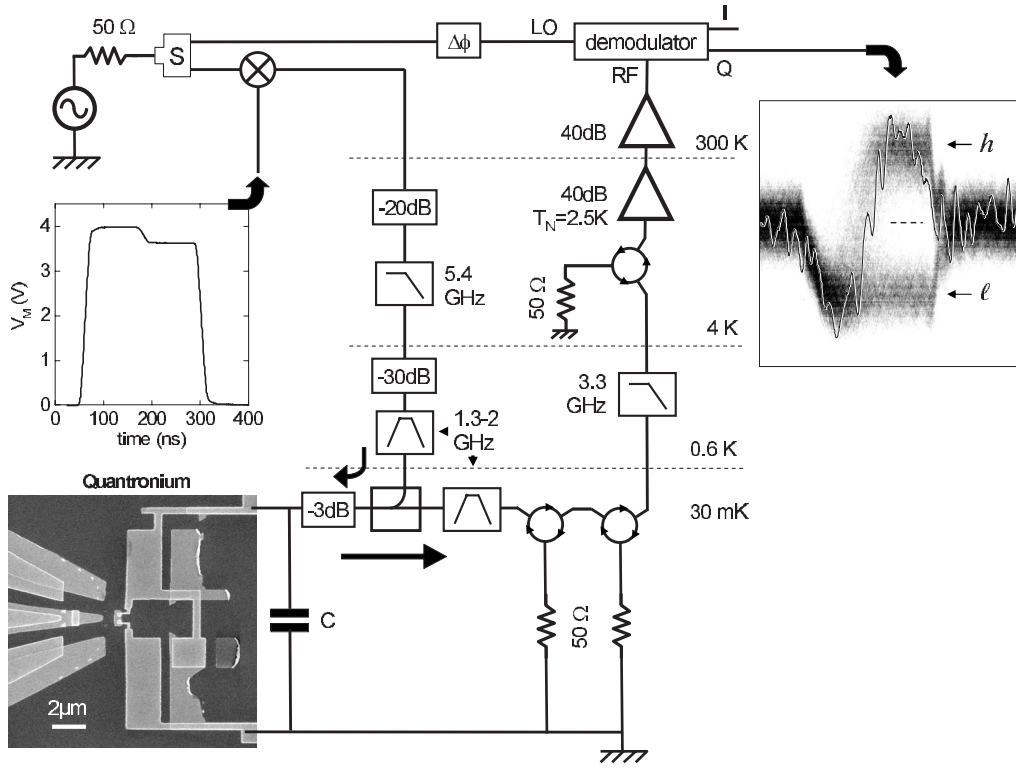 50 Ω
S
Δϕ
LO
demodulator
I
Q
RF
40dB
300 K
h
ℓ
40dB
T_N=2.5K
-20dB
5.4
GHz
50 Ω
4 K
V_M (V)
4
3
2
1
0
0 100 200 300 400
time (ns)
-30dB
3.3
GHz
1.3-2
GHz
0.6 K
Quantronium
-3dB
30 mK
C
50 Ω
2µm